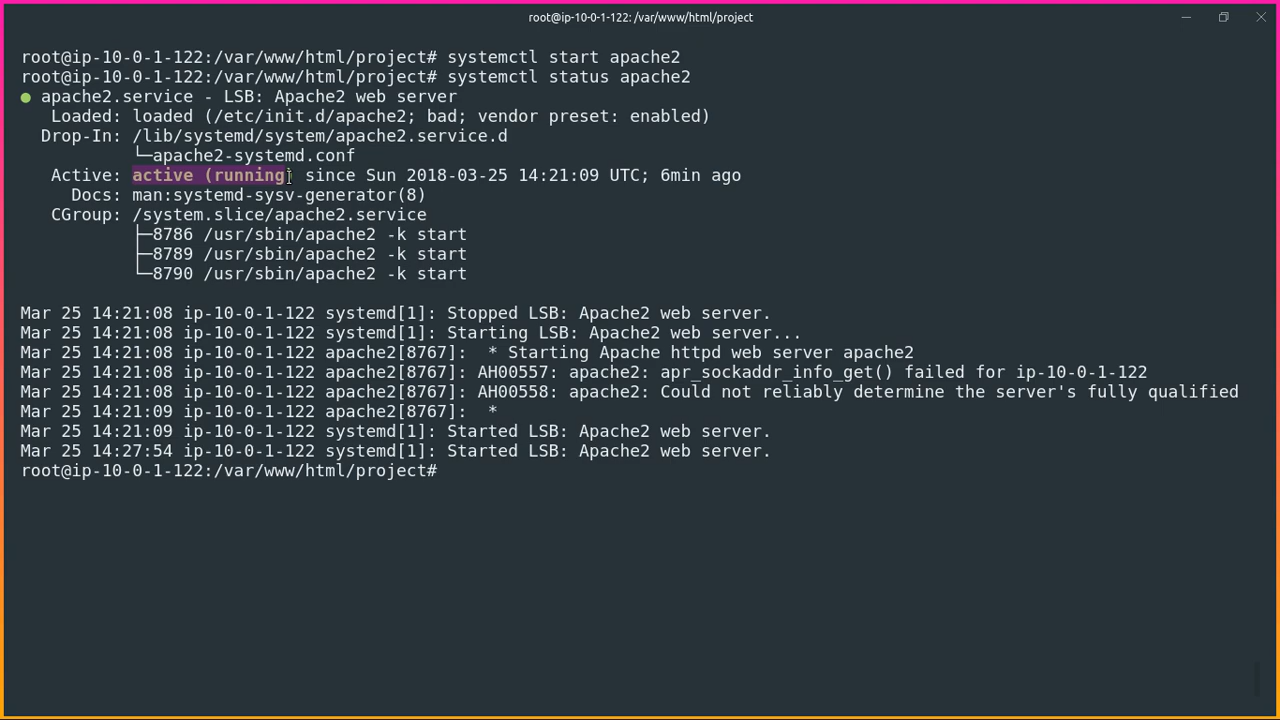 root@ip-10-0-1-122: /var/www/html/project
root@ip-10-0-1-122:/var/www/html/project# systemctl start apache2
root@ip-10-0-1-122:/var/www/html/project# systemctl status apache2
● apache2.service - LSB: Apache2 web server
   Loaded: loaded (/etc/init.d/apache2; bad; vendor preset: enabled)
  Drop-In: /lib/systemd/system/apache2.service.d
           └─apache2-systemd.conf
   Active: active (running) since Sun 2018-03-25 14:21:09 UTC; 6min ago
     Docs: man:systemd-sysv-generator(8)
   CGroup: /system.slice/apache2.service
           ├─8786 /usr/sbin/apache2 -k start
           ├─8789 /usr/sbin/apache2 -k start
           └─8790 /usr/sbin/apache2 -k start
Mar 25 14:21:08 ip-10-0-1-122 systemd[1]: Stopped LSB: Apache2 web server.
Mar 25 14:21:08 ip-10-0-1-122 systemd[1]: Starting LSB: Apache2 web server...
Mar 25 14:21:08 ip-10-0-1-122 apache2[8767]:  * Starting Apache httpd web server apache2
Mar 25 14:21:08 ip-10-0-1-122 apache2[8767]: AH00557: apache2: apr_sockaddr_info_get() failed for ip-10-0-1-122
Mar 25 14:21:08 ip-10-0-1-122 apache2[8767]: AH00558: apache2: Could not reliably determine the server's fully qualified
Mar 25 14:21:09 ip-10-0-1-122 apache2[8767]:  *
Mar 25 14:21:09 ip-10-0-1-122 systemd[1]: Started LSB: Apache2 web server.
Mar 25 14:27:54 ip-10-0-1-122 systemd[1]: Started LSB: Apache2 web server.
root@ip-10-0-1-122:/var/www/html/project#